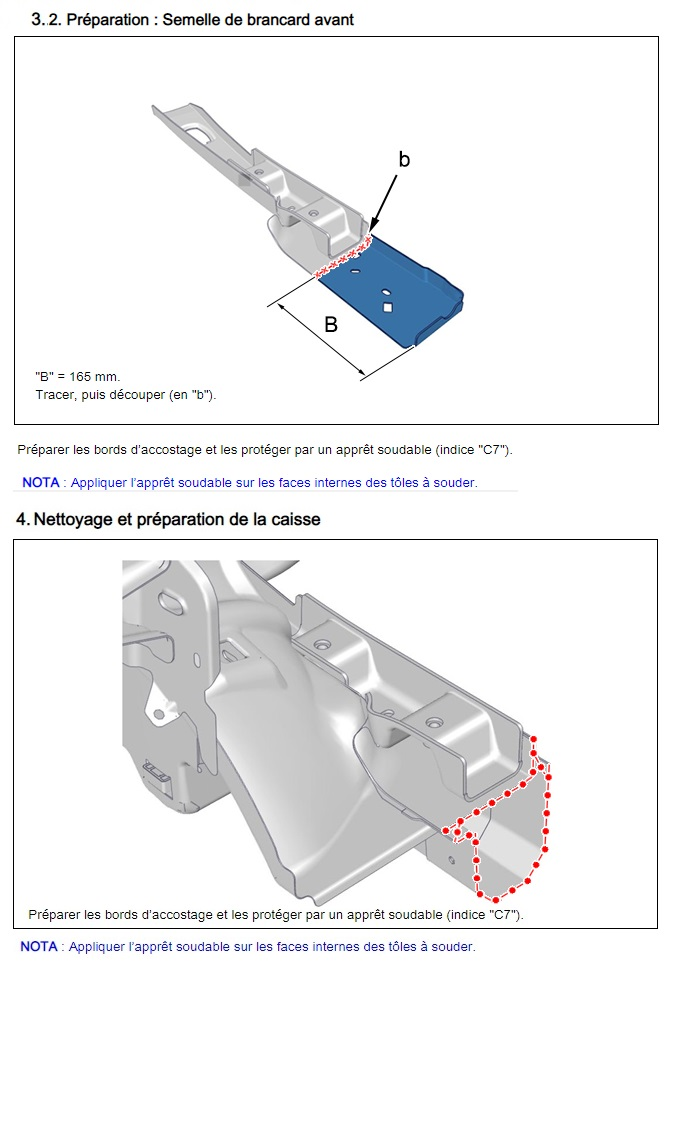 3.2. Préparation : Semelle de brancard avant
b
B
"B" = 165 mm.
Tracer, puis découper (en "b").
Préparer les bords d'accostage et les protéger par un apprêt soudable (indice "C7").
NOTA : Appliquer l'apprêt soudable sur les faces internes des tôles à souder.
4. Nettoyage et préparation de la caisse
Préparer les bords d'accostage et les protéger par un apprêt soudable (indice "C7").
NOTA : Appliquer l'apprêt soudable sur les faces internes des tôles à souder.